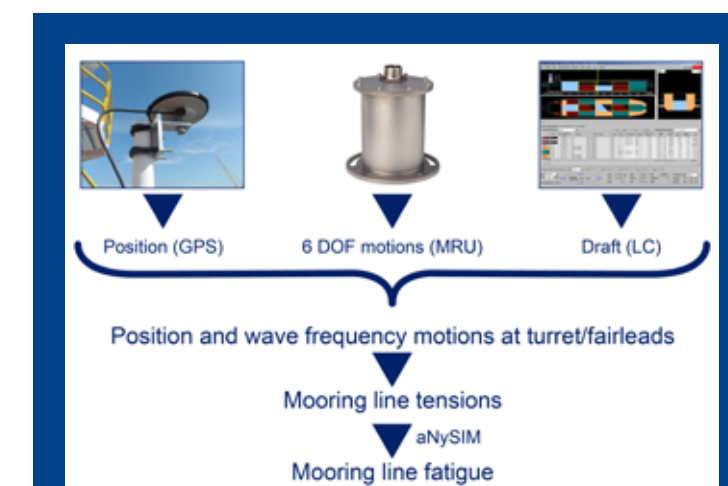 Position (GPS)
6 DOF motions (MRU)
Draft (LC)
Position and wave frequency motions at turret/fairleads
Mooring line tensions
aNySIM
Mooring line fatigue